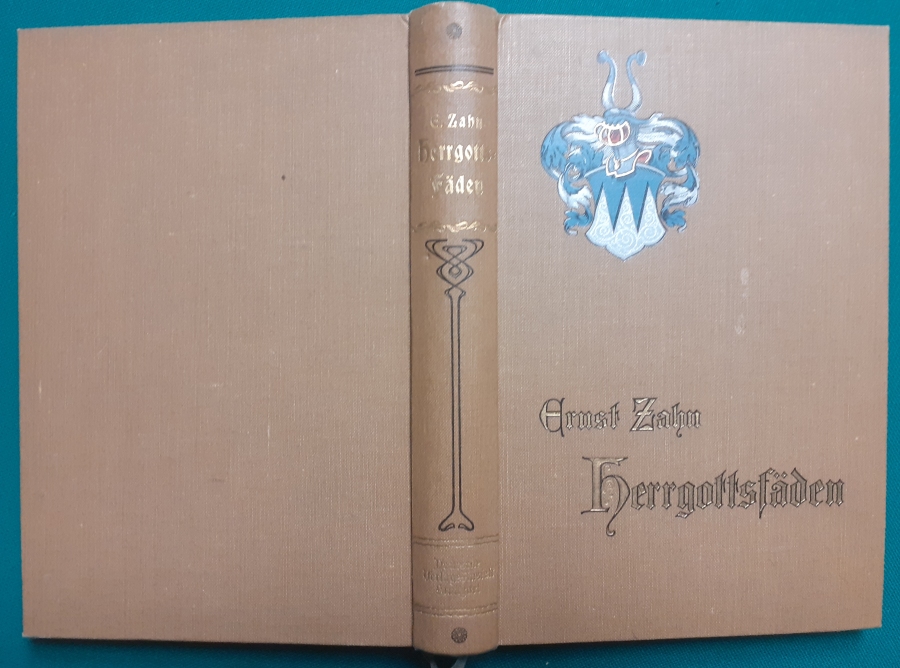 E. Zahn
Herrgotts-
Fäden
Ernst Zahn
Herrgottsfäden